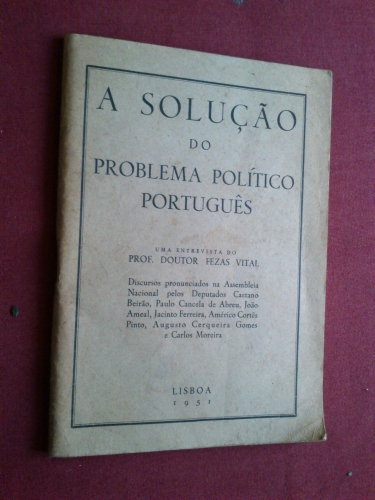 A SOLUÇÃO
DO
PROBLEMA POLÍTICO
PORTUGUÊS
UMA ENTREVISTA DO
PROF. DOUTOR FEZAS VITAL
Discursos pronunciados na Assembleia
Nacional pelos Deputados Caetano
Beirão, Paulo Cancela de Abreu, João
Ameal, Jacinto Ferreira, Américo Cortês
Pinto, Augusto Cerqueira Gomes
e Carlos Moreira
LISBOA
1951